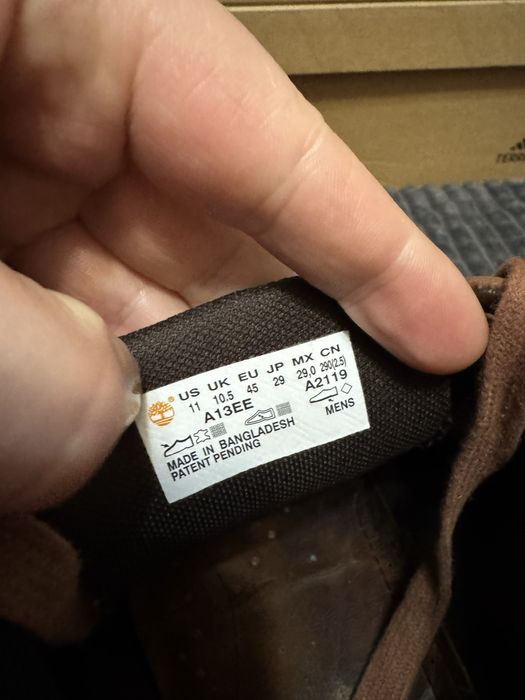 TERR
US UK EU JP MX CN
11 10.5 45 29 29,0 290(2.5)
A13EE A2119
MENS
MADE IN BANGLADESH
PATENT PENDING